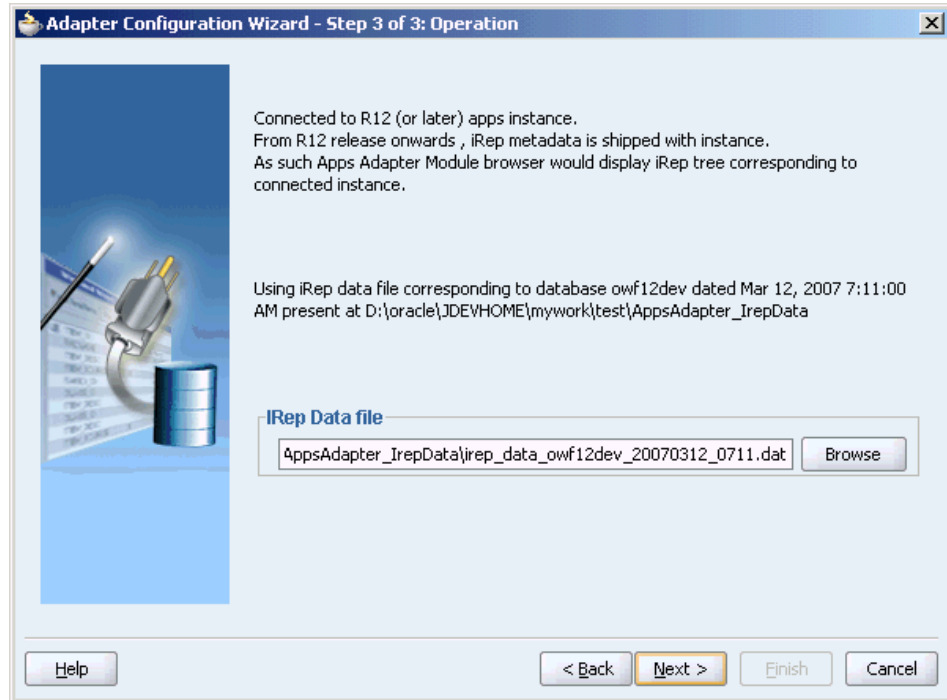 Adapter Configuration Wizard - Step 3 of 3: Operation
Connected to R12 (or later) apps instance.
From R12 release onwards , iRep metadata is shipped with instance.
As such Apps Adapter Module browser would display iRep tree corresponding to
connected instance.
Using iRep data file corresponding to database owf12dev dated Mar 12, 2007 7:11:00
AM present at D:\oracle\JDEVHOME\mywork\test\AppsAdapter_IrepData
IRep Data file
AppsAdapter_IrepData\irep_data_owf12dev_20070312_0711.dat Browse
Help < Back Next > Finish Cancel